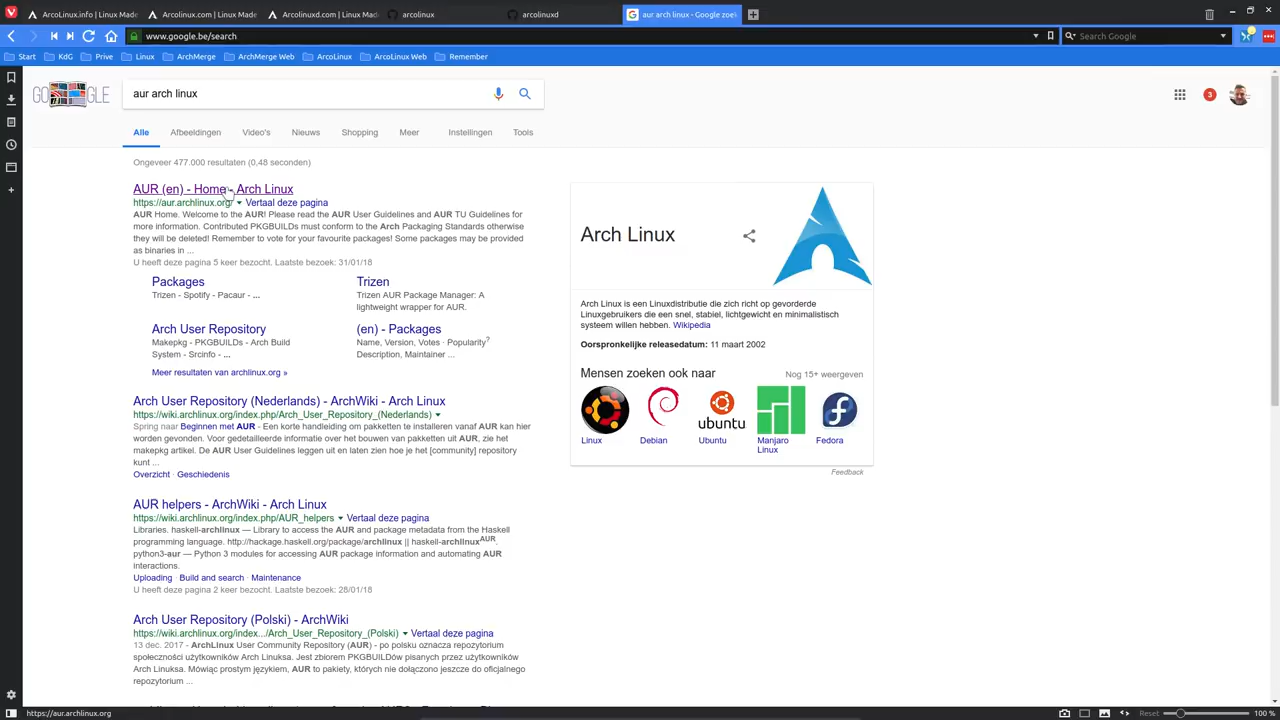 ArcoLinux.info | Linux Made
Arcolinux.com | Linux Made
Arcolinuxd.com | Linux Mad
arcolinux
arcolinuxd
aur arch linux - Google zoek
www.google.be/search
Search Google
Start
KdG
Prive
Linux
ArchMerge
ArchMerge Web
ArcoLinux
ArcoLinux Web
Remember
aur arch linux
3
Alle Afbeeldingen Video's Nieuws Shopping Meer Instellingen Tools
Ongeveer 477.000 resultaten (0,48 seconden)
AUR (en) - Home - Arch Linux
https://aur.archlinux.org/ Vertaal deze pagina
AUR Home. Welcome to the AUR! Please read the AUR User Guidelines and AUR TU Guidelines for
more information. Contributed PKGBUILDs must conform to the Arch Packaging Standards otherwise
they will be deleted! Remember to vote for your favourite packages! Some packages may be provided
as binaries in ...
U heeft deze pagina 5 keer bezocht. Laatste bezoek: 31/01/18
Packages
Trizen - Spotify - Pacaur - ...
Trizen
Trizen AUR Package Manager: A
lightweight wrapper for AUR.
Arch User Repository
Makepkg - PKGBUILDs - Arch Build
System - Srcinfo - ...
(en) - Packages
Name, Version, Votes · Popularity?
Description, Maintainer ...
Meer resultaten van archlinux.org »
Arch User Repository (Nederlands) - ArchWiki - Arch Linux
https://wiki.archlinux.org/index.php/Arch_User_Repository_(Nederlands)
Spring naar Beginnen met AUR - Een korte handleiding om pakketten te installeren vanaf AUR kan hier
worden gevonden. Voor gedetailleerde informatie over het bouwen van pakketten uit AUR, zie het
makepkg artikel. De AUR User Guidelines leggen uit en laten zien hoe je het [community] repository
kunt ...
Overzicht · Geschiedenis
AUR helpers - ArchWiki - Arch Linux
https://wiki.archlinux.org/index.php/AUR_helpers Vertaal deze pagina
Libraries. haskell-archlinux — Library to access the AUR and package metadata from the Haskell
programming language. http://hackage.haskell.org/package/archlinux || haskell-archlinuxAUR.
python3-aur — Python 3 modules for accessing AUR package information and automating AUR
interactions.
Uploading · Build and search · Maintenance
U heeft deze pagina 2 keer bezocht. Laatste bezoek: 28/01/18
Arch User Repository (Polski) - ArchWiki
https://wiki.archlinux.org/index.../Arch_User_Repository_(Polski) Vertaal deze pagina
13 dec. 2017 - ArchLinux User Community Repository (AUR) - po polsku oznacza repozytorium
społeczności użytkowników Arch Linuksa. Jest zbiorem PKGBUILDów pisanych przez użytkowników
Arch Linuksa. Mówiąc prostym językiem, AUR to pakiety, których nie dołączono jeszcze do oficjalnego
repozytorium ...
Arch Linux
Arch Linux is een Linuxdistributie die zich richt op gevorderde
Linuxgebruikers die een snel, stabiel, lichtgewicht en minimalistisch
systeem willen hebben. Wikipedia
Oorspronkelijke releasedatum: 11 maart 2002
Mensen zoeken ook naar
Nog 15+ weergeven
ubuntu
Linux
Debian
Ubuntu
Manjaro
Linux
Fedora
Feedback
https://aur.archlinux.org
Reset
100 %